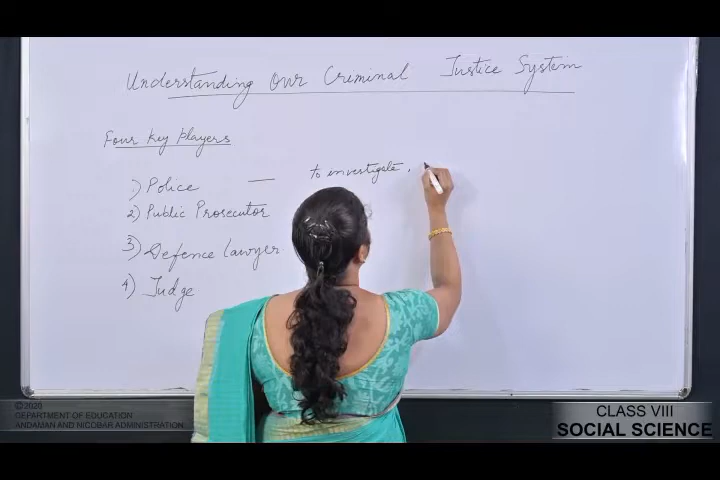 Understanding Our Criminal Justice System
Four Key Players
1) Police — to investigate,
2) Public Prosecutor
3) Defence Lawyer
4) Judge
©2020
DEPARTMENT OF EDUCATION
ANDAMAN AND NICOBAR ADMINISTRATION
CLASS VIII
SOCIAL SCIENCE